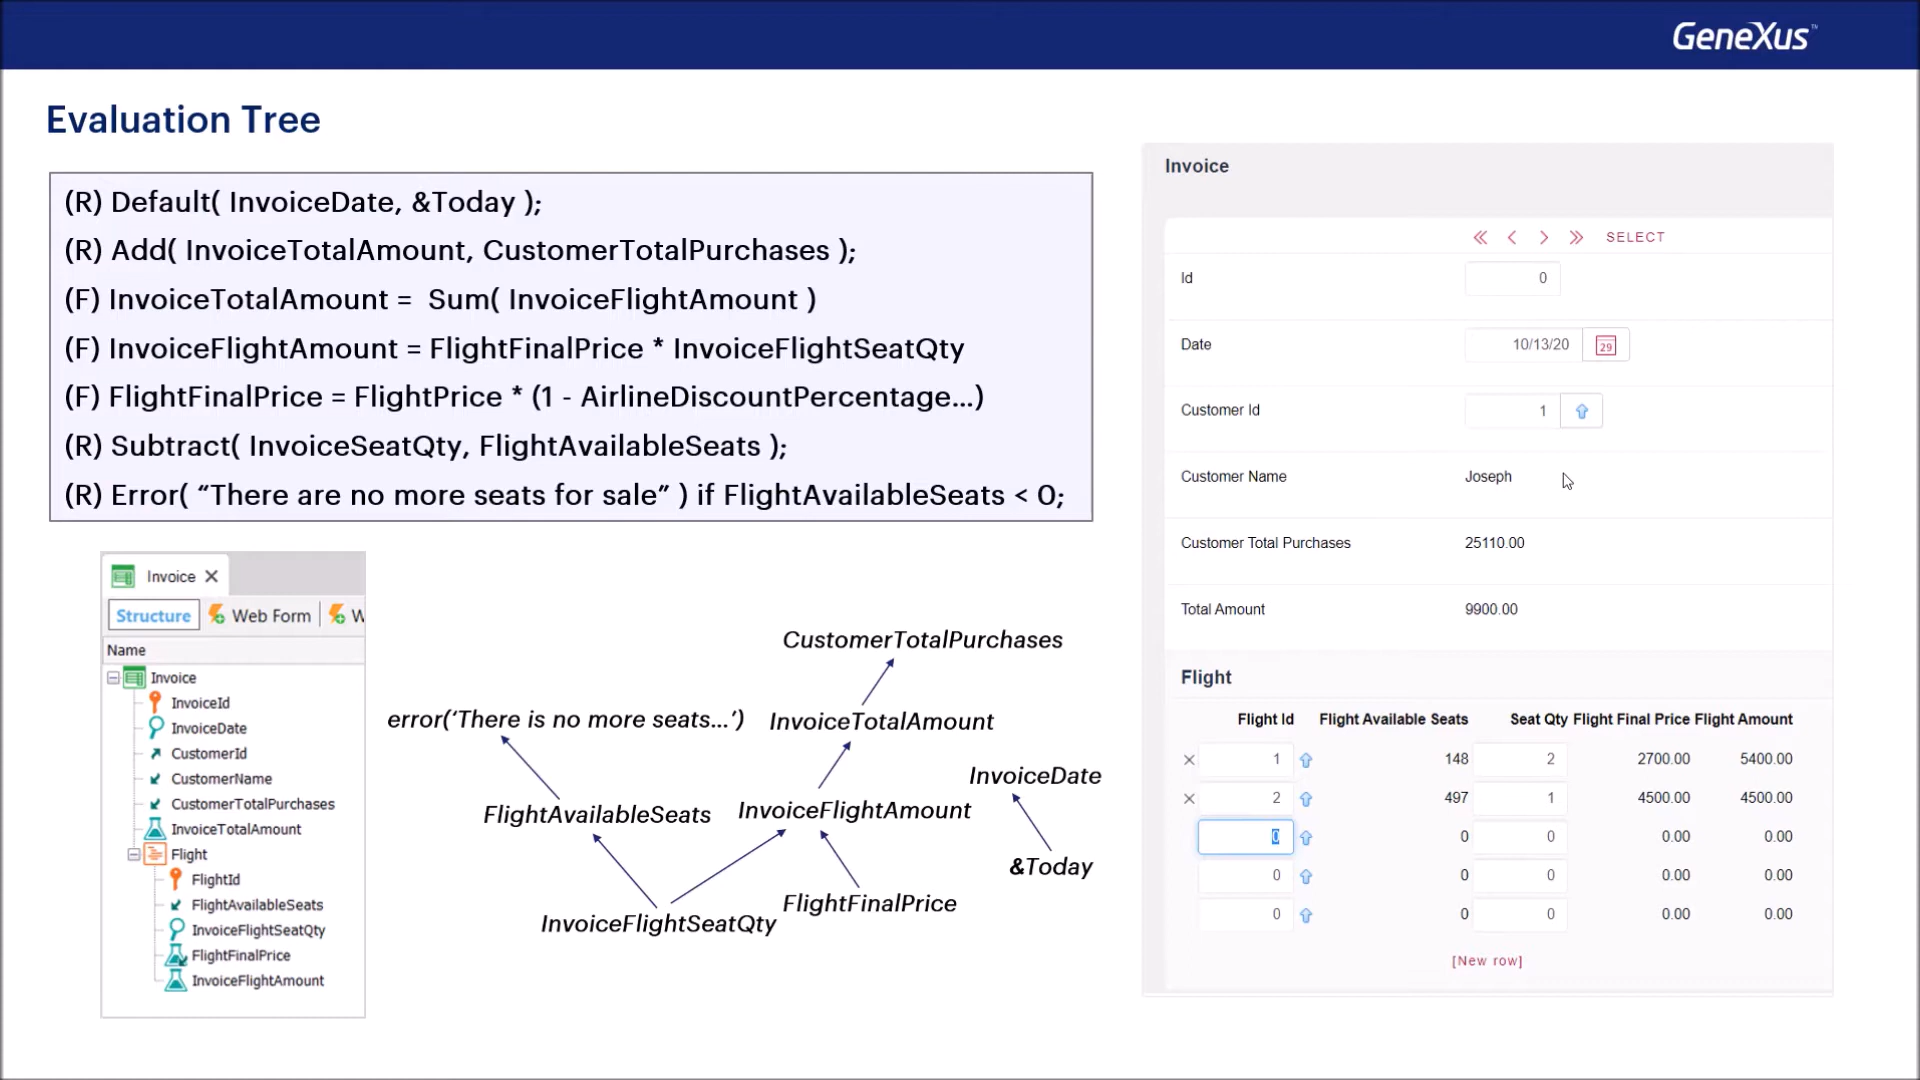 GeneXus™
Evaluation Tree
(R) Default( InvoiceDate, &Today );
(R) Add( InvoiceTotalAmount, CustomerTotalPurchases );
(F) InvoiceTotalAmount = Sum( InvoiceFlightAmount )
(F) InvoiceFlightAmount = FlightFinalPrice * InvoiceFlightSeatQty
(F) FlightFinalPrice = FlightPrice * (1 - AirlineDiscountPercentage...)
(R) Subtract( InvoiceSeatQty, FlightAvailableSeats );
(R) Error( “There are no more seats for sale” ) if FlightAvailableSeats < 0;
Invoice
Structure Web Form W
Name
Invoice
InvoiceId
InvoiceDate
CustomerId
CustomerName
CustomerTotalPurchases
InvoiceTotalAmount
Flight
FlightId
FlightAvailableSeats
InvoiceFlightSeatQty
FlightFinalPrice
InvoiceFlightAmount
CustomerTotalPurchases
error(‘There is no more seats...’) InvoiceTotalAmount
InvoiceDate
FlightAvailableSeats InvoiceFlightAmount
&Today
InvoiceFlightSeatQty FlightFinalPrice
Invoice
SELECT
Id 0
Date 10/13/20 29
Customer Id 1
Customer Name Joseph
Customer Total Purchases 25110.00
Total Amount 9900.00
Flight
Flight Id Flight Available Seats Seat Qty Flight Final Price Flight Amount
1 148 2 2700.00 5400.00
2 497 1 4500.00 4500.00
0 0 0 0.00 0.00
0 0 0 0.00 0.00
0 0 0 0.00 0.00
[New row]